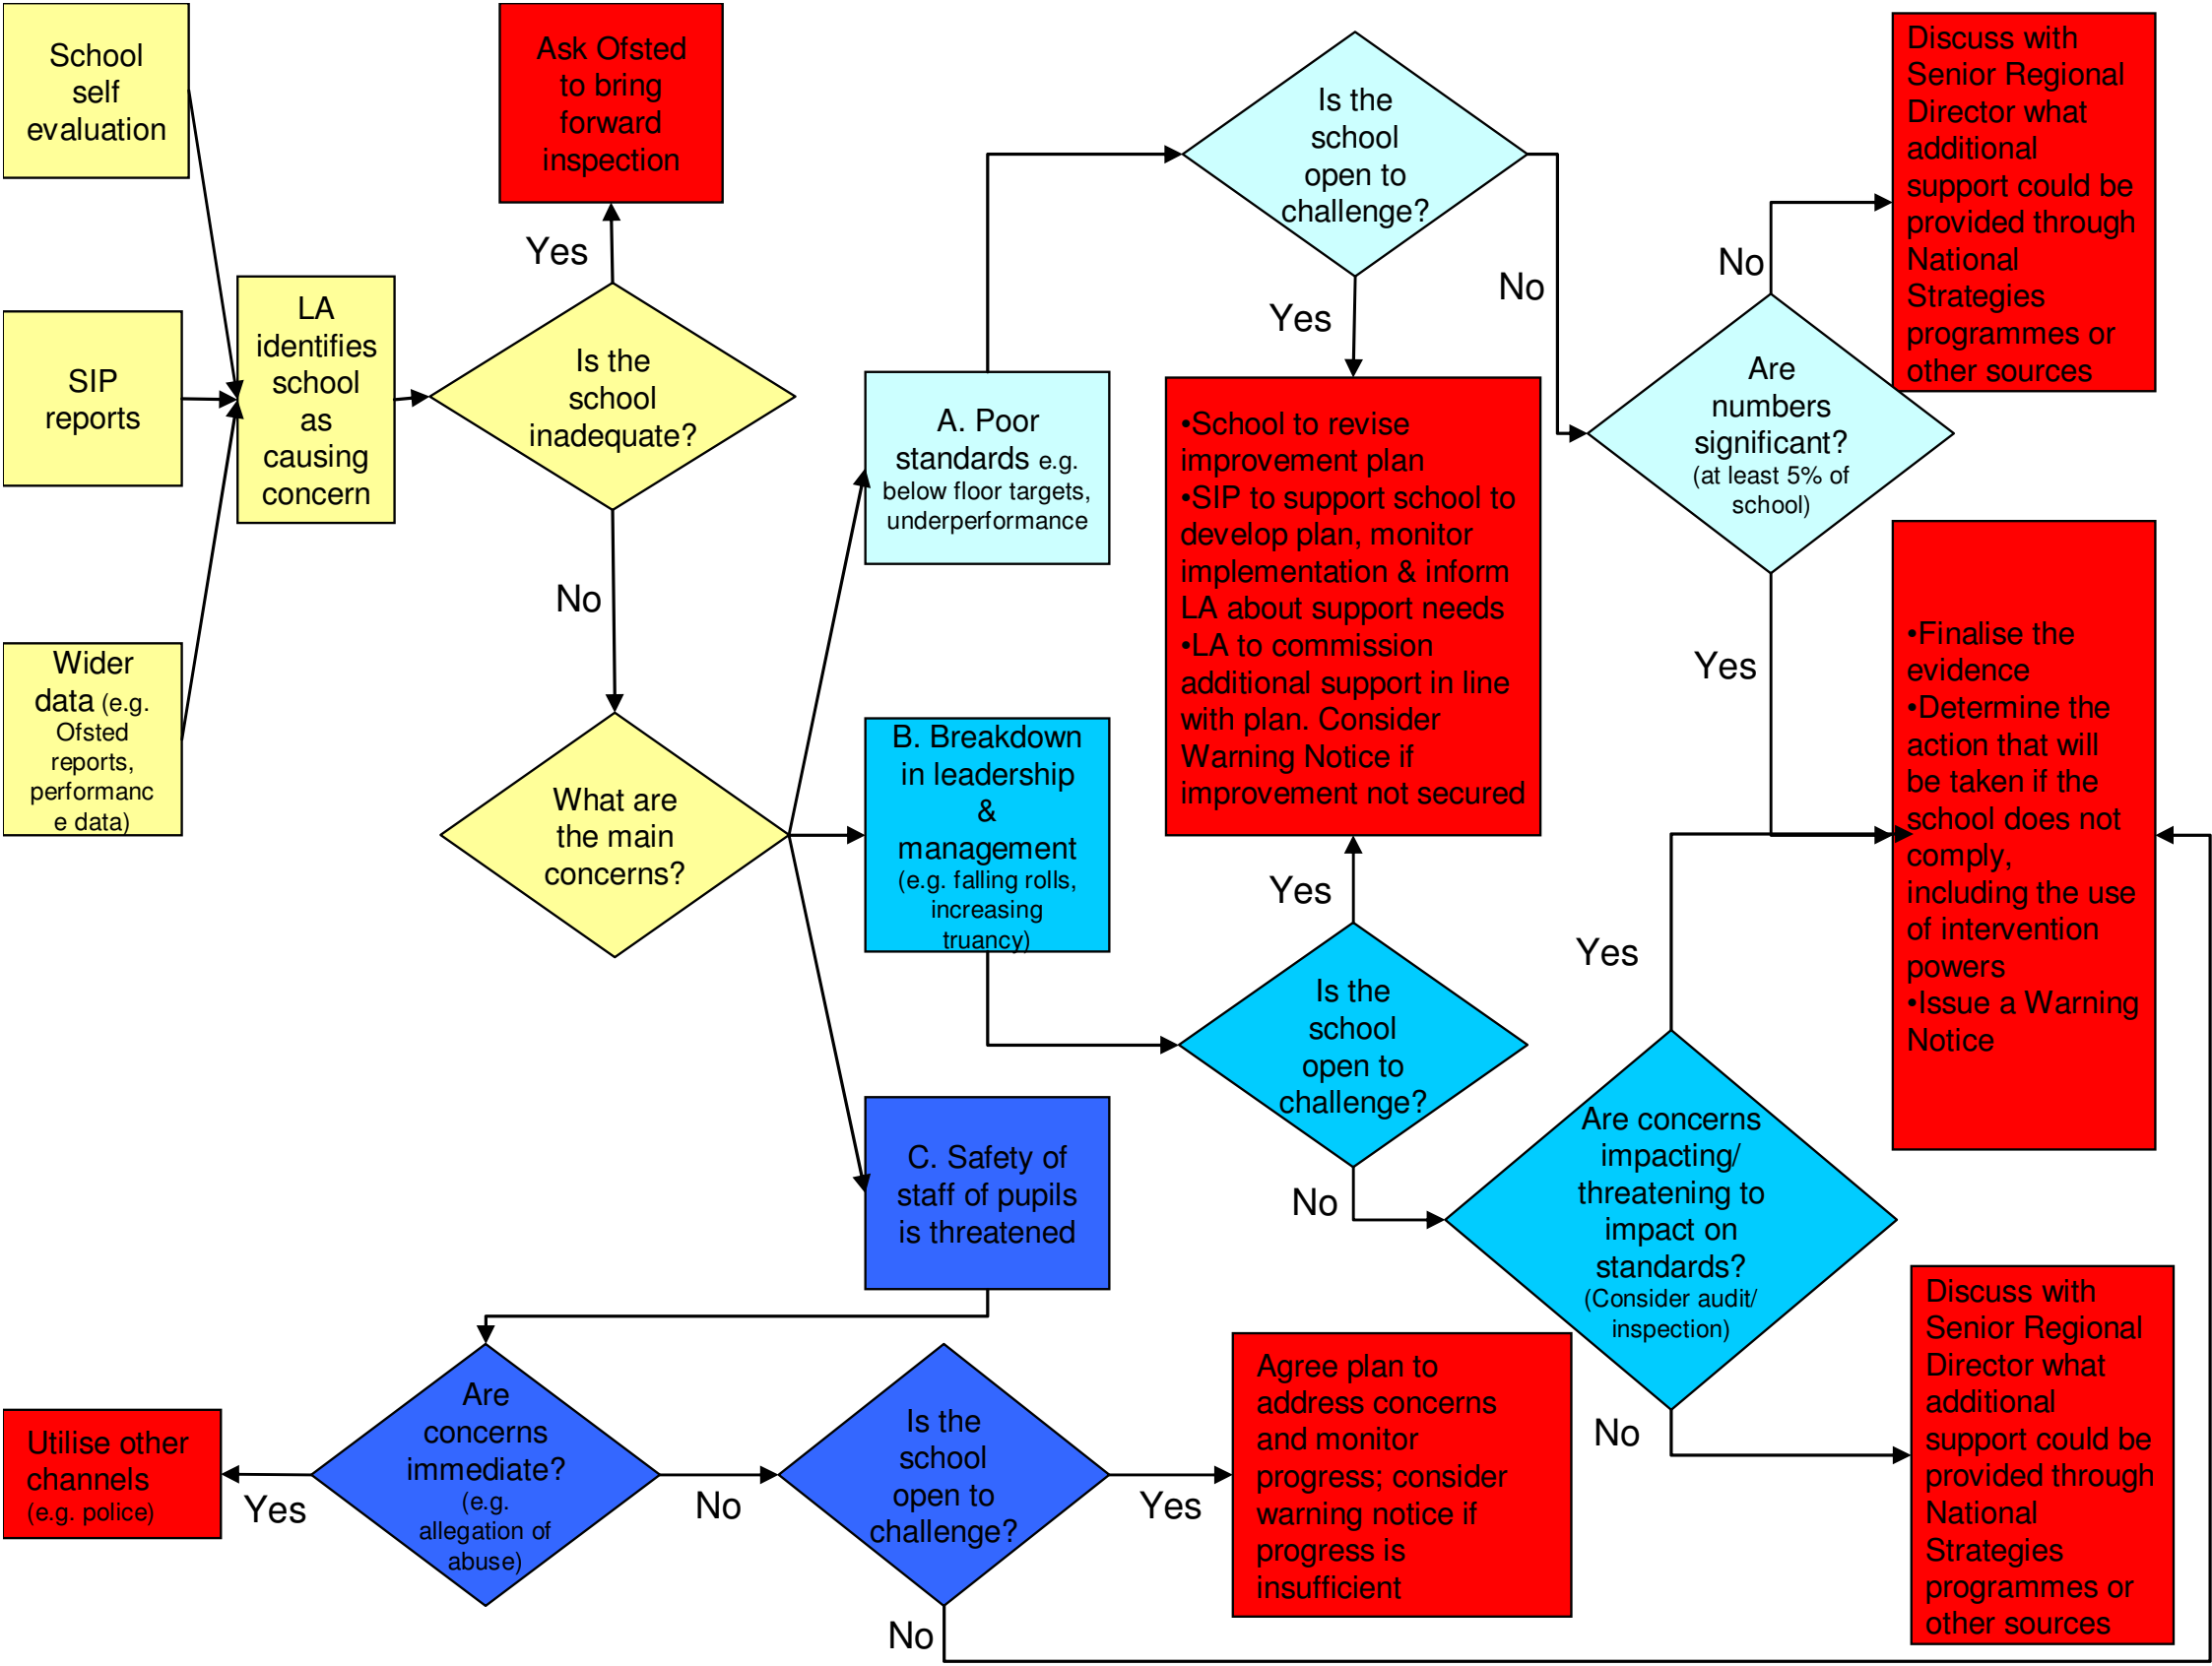 School
self
evaluation
SIP
reports
Wider
data (e.g.
Ofsted
reports,
performanc
e data)
LA
identifies
school
as
causing
concern
Ask Ofsted
to bring
forward
inspection
Yes
Is the
school
inadequate?
No
What are
the main
concerns?
A. Poor
standards e.g.
below floor targets,
underperformance
B. Breakdown
in leadership
&
management
(e.g. falling rolls,
increasing
truancy)
C. Safety of
staff of pupils
is threatened
Is the
school
open to
challenge?
Yes
No
•School to revise
improvement plan
•SIP to support school to
develop plan, monitor
implementation & inform
LA about support needs
•LA to commission
additional support in line
with plan. Consider
Warning Notice if
improvement not secured
Yes
Is the
school
open to
challenge?
No
Are
numbers
significant?
(at least 5% of
school)
No
Discuss with
Senior Regional
Director what
additional
support could be
provided through
National
Strategies
programmes or
other sources
Yes
•Finalise the
evidence
•Determine the
action that will
be taken if the
school does not
comply,
including the use
of intervention
powers
•Issue a Warning
Notice
Yes
Are concerns
impacting/
threatening to
impact on
standards?
(Consider audit/
inspection)
No
Discuss with
Senior Regional
Director what
additional
support could be
provided through
National
Strategies
programmes or
other sources
Utilise other
channels
(e.g. police)
Yes
Are
concerns
immediate?
(e.g.
allegation of
abuse)
No
Is the
school
open to
challenge?
Yes
Agree plan to
address concerns
and monitor
progress; consider
warning notice if
progress is
insufficient
No